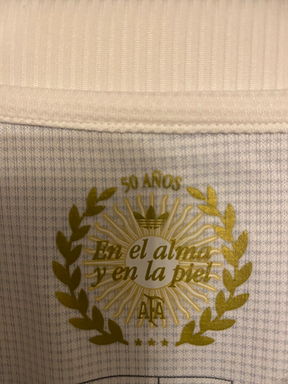 50 AÑOS
En el alma
y en la piel
AFA